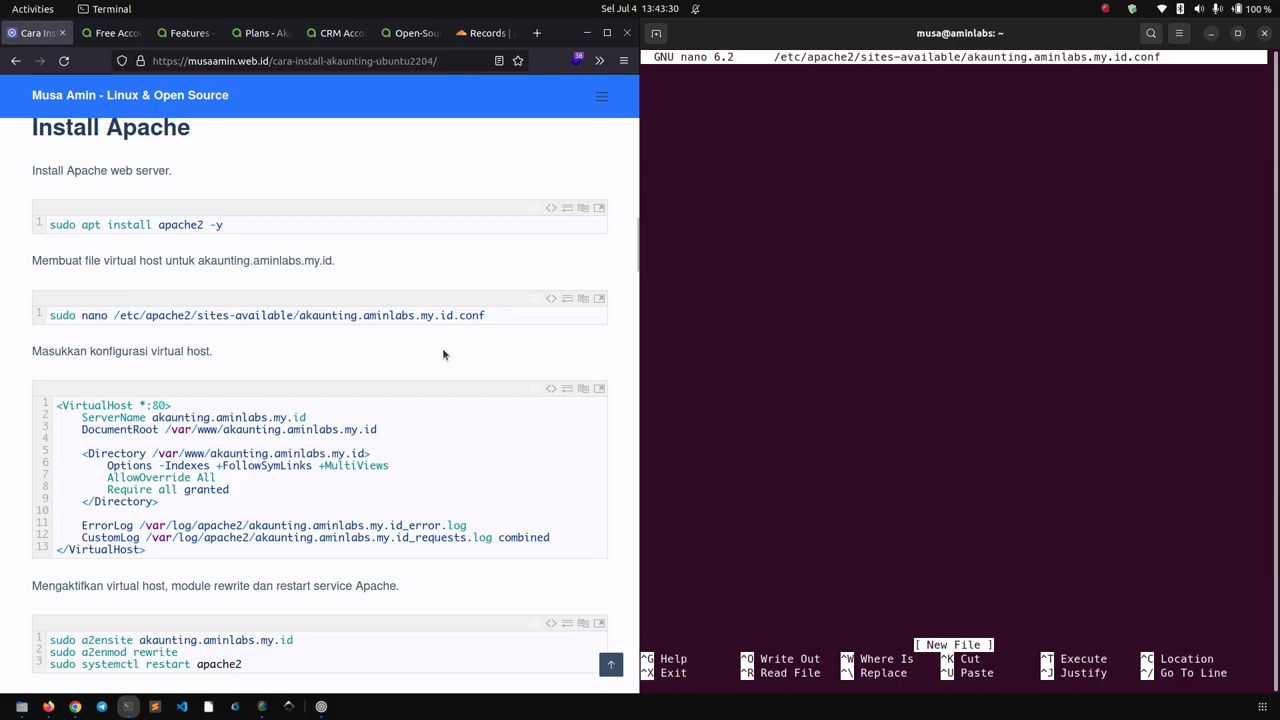 Activities
Terminal
Sel Jul 4 13:43:30
100 %
Cara Ins
Free Acco
Features
Plans - Ak
CRM Acco
Open-Sou
Records |
https://musaamin.web.id/cara-install-akaunting-ubuntu2204/
38
Musa Amin - Linux & Open Source
Install Apache
Install Apache web server.
1 sudo apt install apache2 -y
Membuat file virtual host untuk akaunting.aminlabs.my.id.
1 sudo nano /etc/apache2/sites-available/akaunting.aminlabs.my.id.conf
Masukkan konfigurasi virtual host.
1 <VirtualHost *:80>
2 ServerName akaunting.aminlabs.my.id
3 DocumentRoot /var/www/akaunting.aminlabs.my.id
4
5 <Directory /var/www/akaunting.aminlabs.my.id>
6 Options -Indexes +FollowSymLinks +MultiViews
7 AllowOverride All
8 Require all granted
9 </Directory>
10
11 ErrorLog /var/log/apache2/akaunting.aminlabs.my.id_error.log
12 CustomLog /var/log/apache2/akaunting.aminlabs.my.id_requests.log combined
13 </VirtualHost>
Mengaktifkan virtual host, module rewrite dan restart service Apache.
1 sudo a2ensite akaunting.aminlabs.my.id
2 sudo a2enmod rewrite
3 sudo systemctl restart apache2
musa@aminlabs: ~
GNU nano 6.2 /etc/apache2/sites-available/akaunting.aminlabs.my.id.conf
[ New File ]
^G Help ^O Write Out ^W Where Is ^K Cut ^T Execute ^C Location
^X Exit ^R Read File ^\ Replace ^U Paste ^J Justify ^/ Go To Line